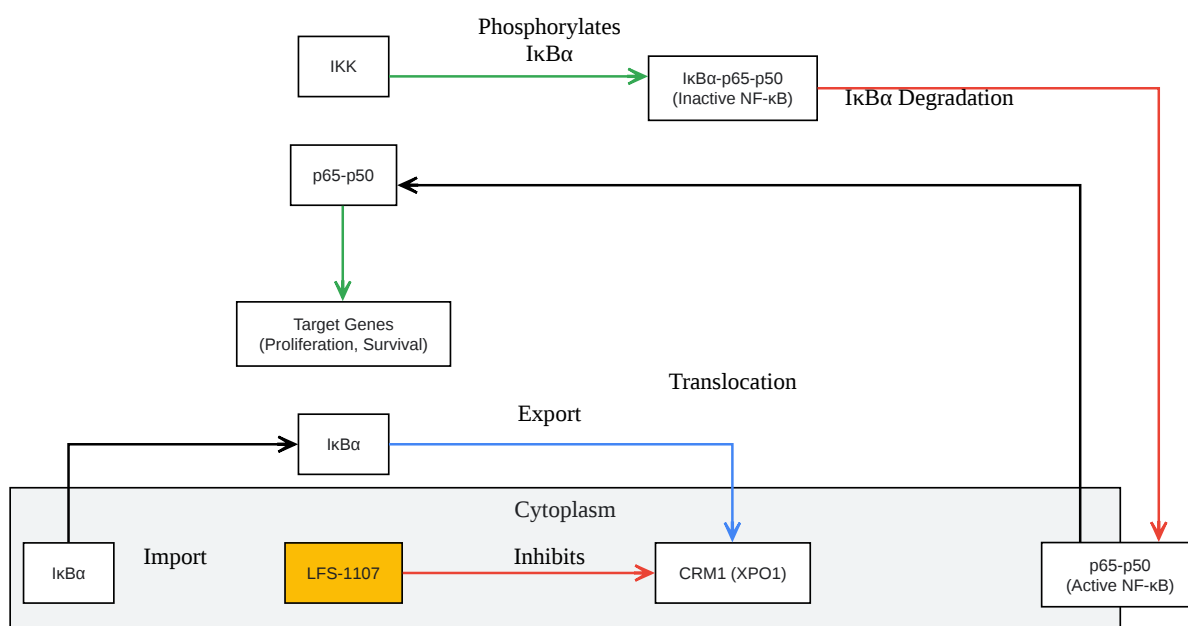 Phosphorylates
IκBα
IKK
IκBα-p65-p50
(Inactive NF-κB)
IκBα Degradation
p65-p50
Target Genes
(Proliferation, Survival)
Translocation
Export
IκBα
Cytoplasm
IκBα
Import
LFS-1107
Inhibits
CRM1 (XPO1)
p65-p50
(Active NF-κB)